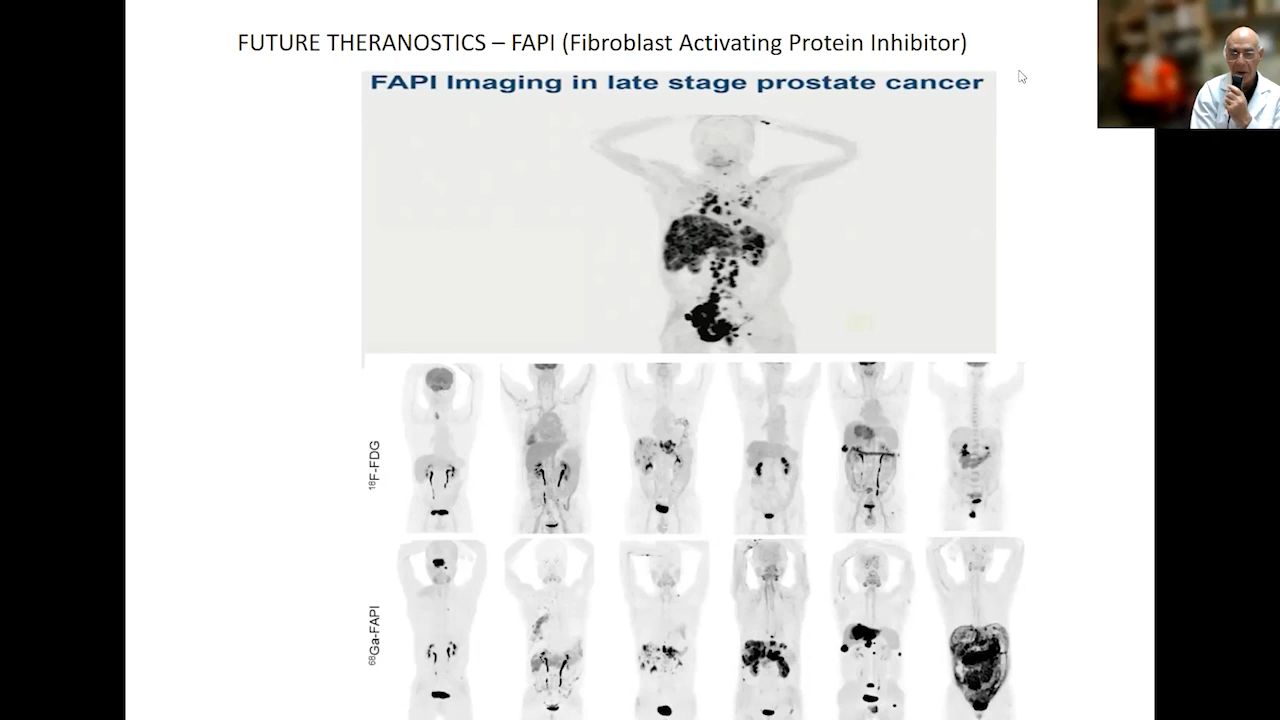 FUTURE THERANOSTICS – FAPI (Fibroblast Activating Protein Inhibitor)
FAPI Imaging in late stage prostate cancer
18F-FDG
68Ga-FAPI